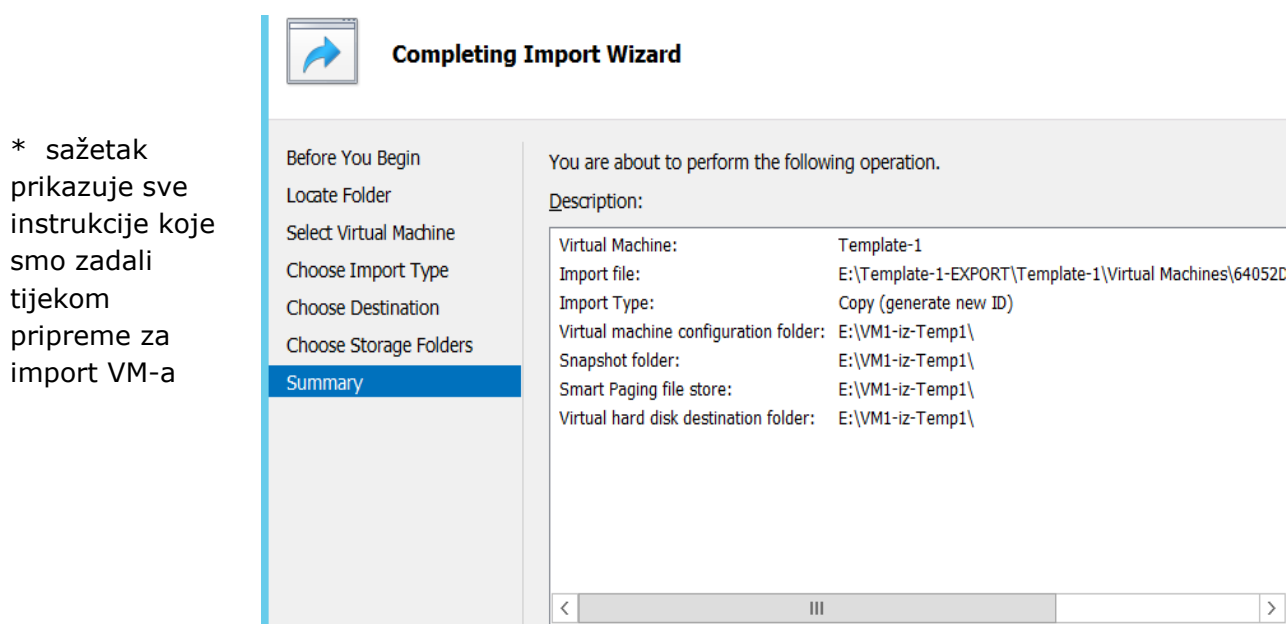 Completing Import Wizard
* sažetak
prikazuje sve
instrukcije koje
smo zadali
tijekom
pripreme za
import VM-a
Before You Begin
Locate Folder
Select Virtual Machine
Choose Import Type
Choose Destination
Choose Storage Folders
Summary
You are about to perform the following operation.
Description:
Virtual Machine: Template-1
Import file: E:\Template-1-EXPORT\Template-1\Virtual Machines\64052D
Import Type: Copy (generate new ID)
Virtual machine configuration folder: E:\VM1-iz-Temp1\
Snapshot folder: E:\VM1-iz-Temp1\
Smart Paging file store: E:\VM1-iz-Temp1\
Virtual hard disk destination folder: E:\VM1-iz-Temp1\